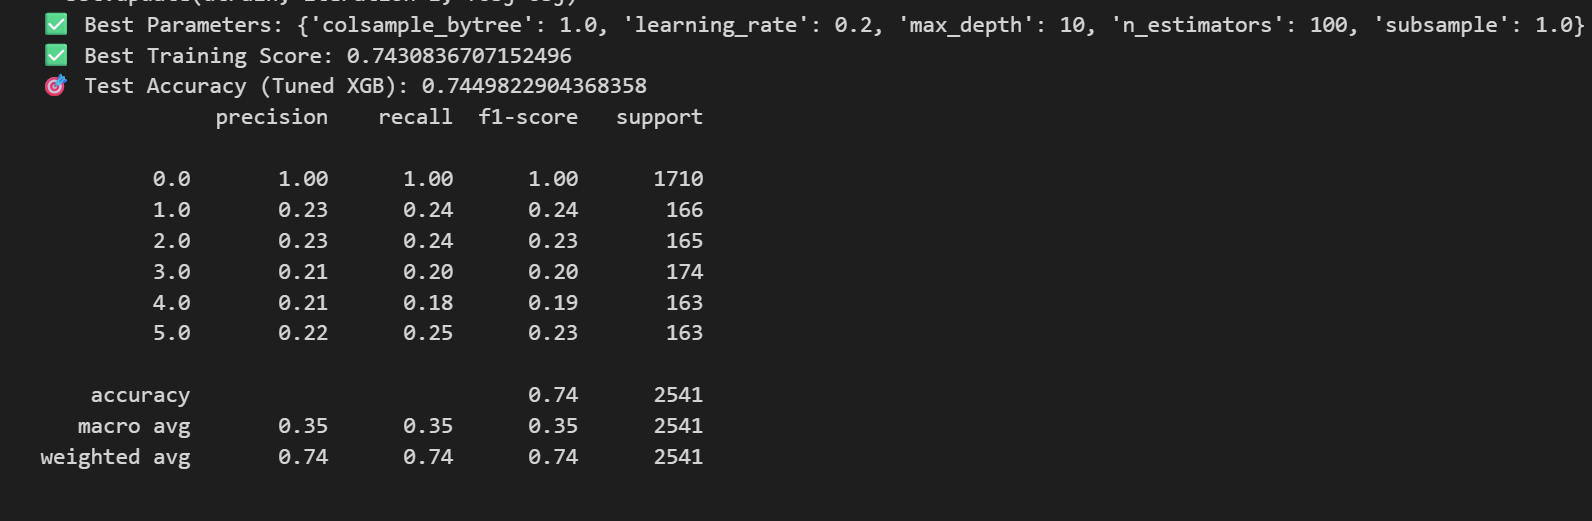 ✅ Best Parameters: {'colsample_bytree': 1.0, 'learning_rate': 0.2, 'max_depth': 10, 'n_estimators': 100, 'subsample': 1.0}
✅ Best Training Score: 0.7430836707152496
🎯 Test Accuracy (Tuned XGB): 0.7449822904368358
precision recall f1-score support
0.0 1.00 1.00 1.00 1710
1.0 0.23 0.24 0.24 166
2.0 0.23 0.24 0.23 165
3.0 0.21 0.20 0.20 174
4.0 0.21 0.18 0.19 163
5.0 0.22 0.25 0.23 163
accuracy 0.74 2541
macro avg 0.35 0.35 0.35 2541
weighted avg 0.74 0.74 0.74 2541